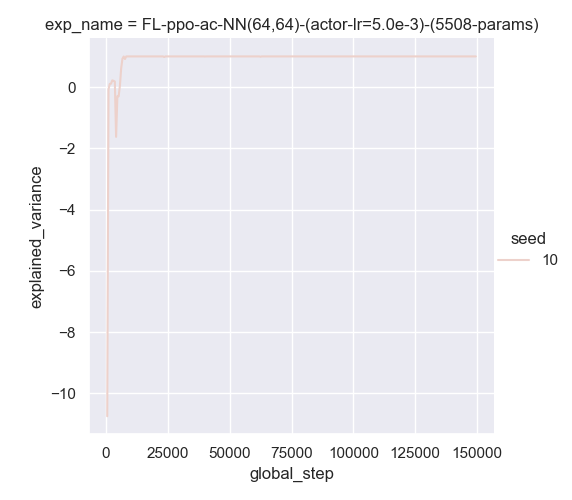 exp_name = FL-ppo-ac-NN(64,64)-(actor-lr=5.0e-3)-(5508-params)
0
−2
−4
−6
−8
−10
explained_variance
seed
10
0 25000 50000 75000 100000 125000 150000
global_step